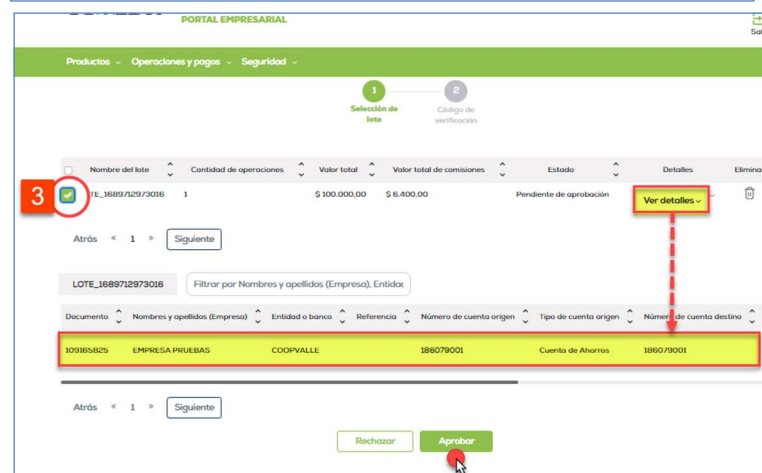 PORTAL EMPRESARIAL
Productos Operaciones y pagos Seguridad
1 2
Selección de lote Código de verificación
Nombre del lote Cantidad de operaciones Valor total Valor total de comisiones Estado Detalles Elimina
3 TE_1689712973016 1 $ 100.000,00 $ 6.400,00 Pendiente de aprobación Ver detalles
Atrás « 1 » Siguiente
LOTE_1689712973016 Filtrar por Nombres y apellidos (Empresa), Entidac
Documento Nombres y apellidos (Empresa) Entidad o banco Referencia Número de cuenta origen Tipo de cuenta origen Número de cuenta destino
109165825 EMPRESA PRUEBAS COOPVALLE 186079001 Cuenta de Ahorros 186079001
Atrás « 1 » Siguiente
Rechazar Aprobar